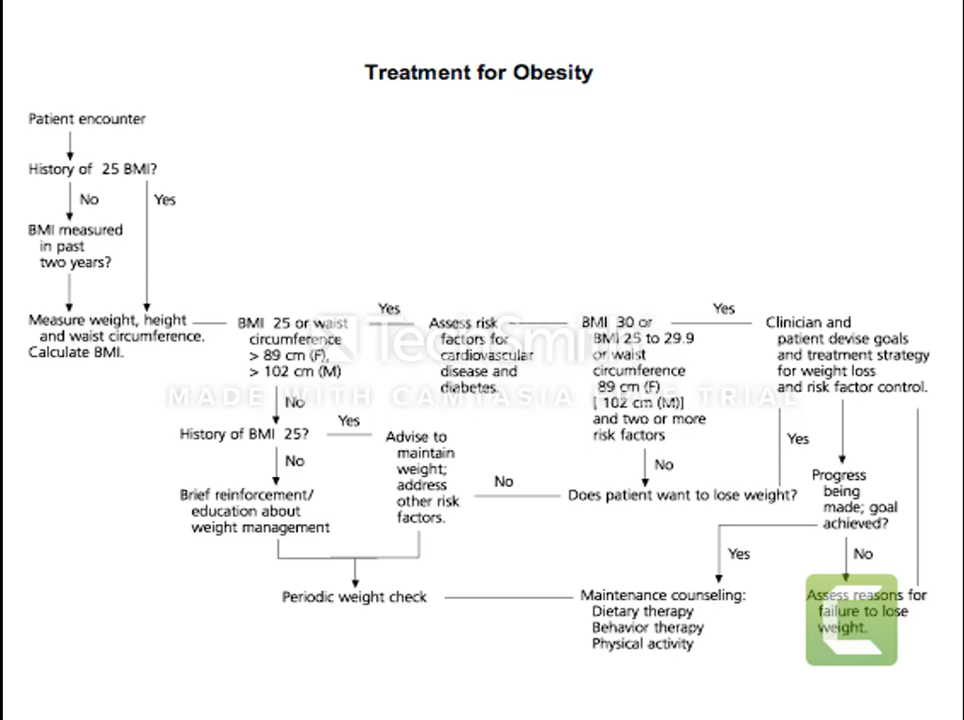 Treatment for Obesity
Patient encounter
History of 25 BMI?
No
Yes
BMI measured
in past
two years?
Measure weight, height
and waist circumference.
Calculate BMI.
BMI 25 or waist
circumference
> 89 cm (F),
> 102 cm (M)
Yes
Assess risk
factors for
cardiovascular
disease and
diabetes.
BMI 30 or
BMI 25 to 29.9
or waist
circumference
89 cm (F)
[ 102 cm (M)]
and two or more
risk factors
Yes
Clinician and
patient devise goals
and treatment strategy
for weight loss
and risk factor control.
No
History of BMI 25?
Yes
Advise to
maintain
weight;
address
other risk
factors.
No
Brief reinforcement/
education about
weight management
No
No
Does patient want to lose weight?
Yes
Progress
being
made; goal
achieved?
Yes
No
Periodic weight check
Maintenance counseling:
Dietary therapy
Behavior therapy
Physical activity
Assess reasons for
failure to lose
weight.
TechSmith
MADE WITH CAMTASIA FREE TRIAL